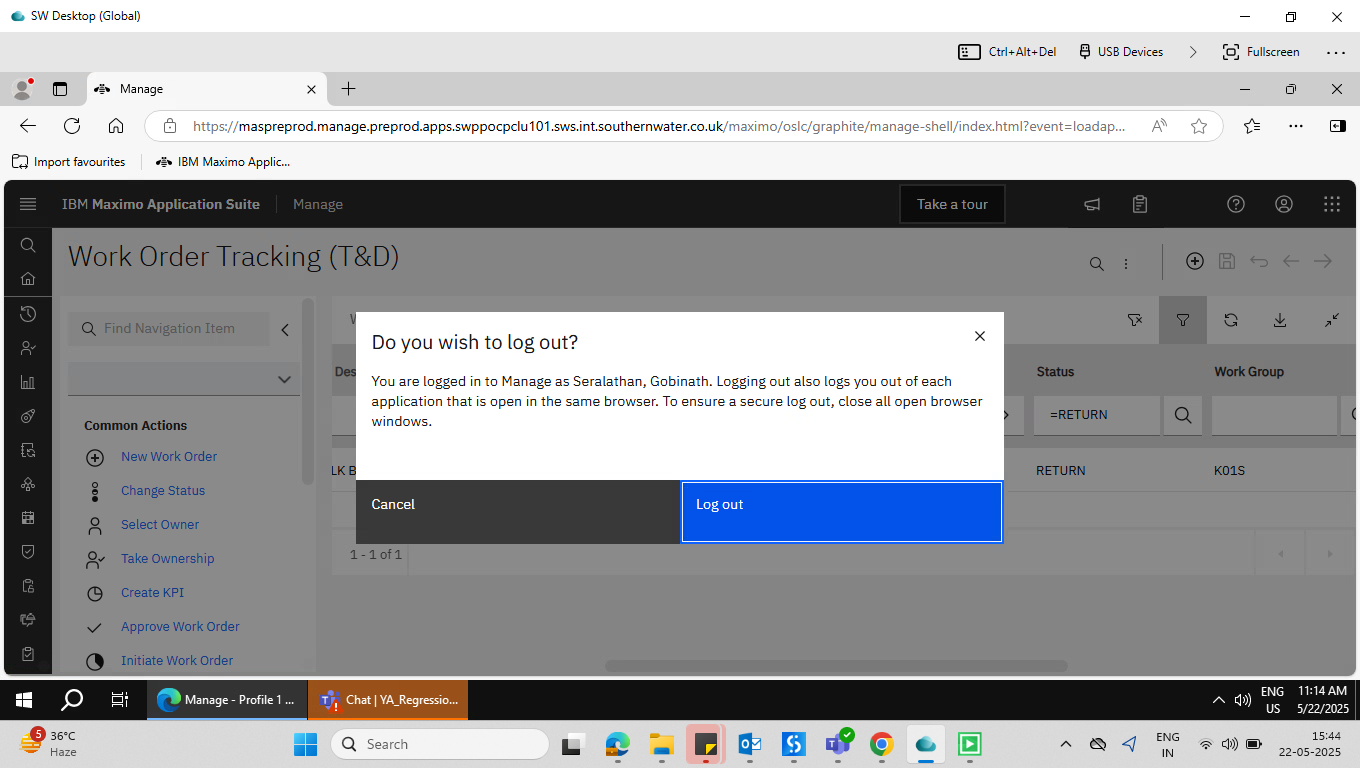 SW Desktop (Global)
Ctrl+Alt+Del
USB Devices
Fullscreen
Manage
https://maspreprod.manage.preprod.apps.swppocpclu101.sws.int.southernwater.co.uk/maximo/oslc/graphite/manage-shell/index.html?event=loadap...
Import favourites
IBM Maximo Applic...
IBM Maximo Application Suite
Manage
Take a tour
Work Order Tracking (T&D)
Find Navigation Item
Common Actions
New Work Order
Change Status
Select Owner
Take Ownership
Create KPI
Approve Work Order
Initiate Work Order
Des
Status
Work Group
=RETURN
LK B
RETURN
K01S
1 - 1 of 1
Do you wish to log out?
You are logged in to Manage as Seralathan, Gobinath. Logging out also logs you out of each
application that is open in the same browser. To ensure a secure log out, close all open browser
windows.
Cancel
Log out
Manage - Profile 1 ...
Chat | YA_Regressio...
ENG
US
11:14 AM
5/22/2025
5
36°C
Haze
Search
ENG
IN
15:44
22-05-2025